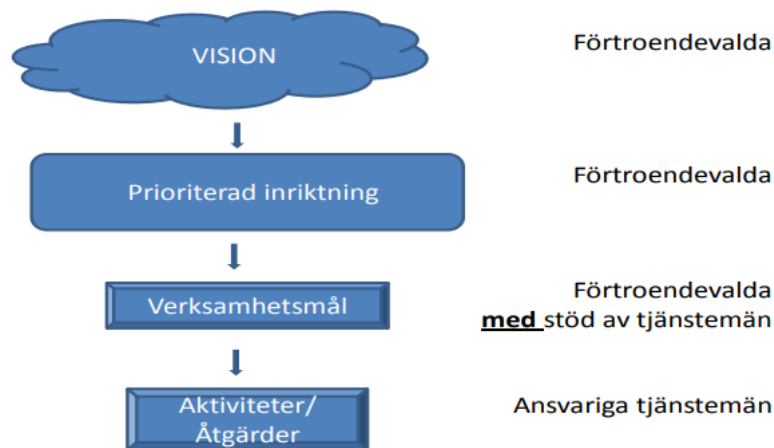 VISION
Förtroendevalda
Prioriterad inriktning
Förtroendevalda
Verksamhetsmål
Förtroendevalda
med stöd av tjänstemän
Aktiviteter/
Åtgärder
Ansvariga tjänstemän